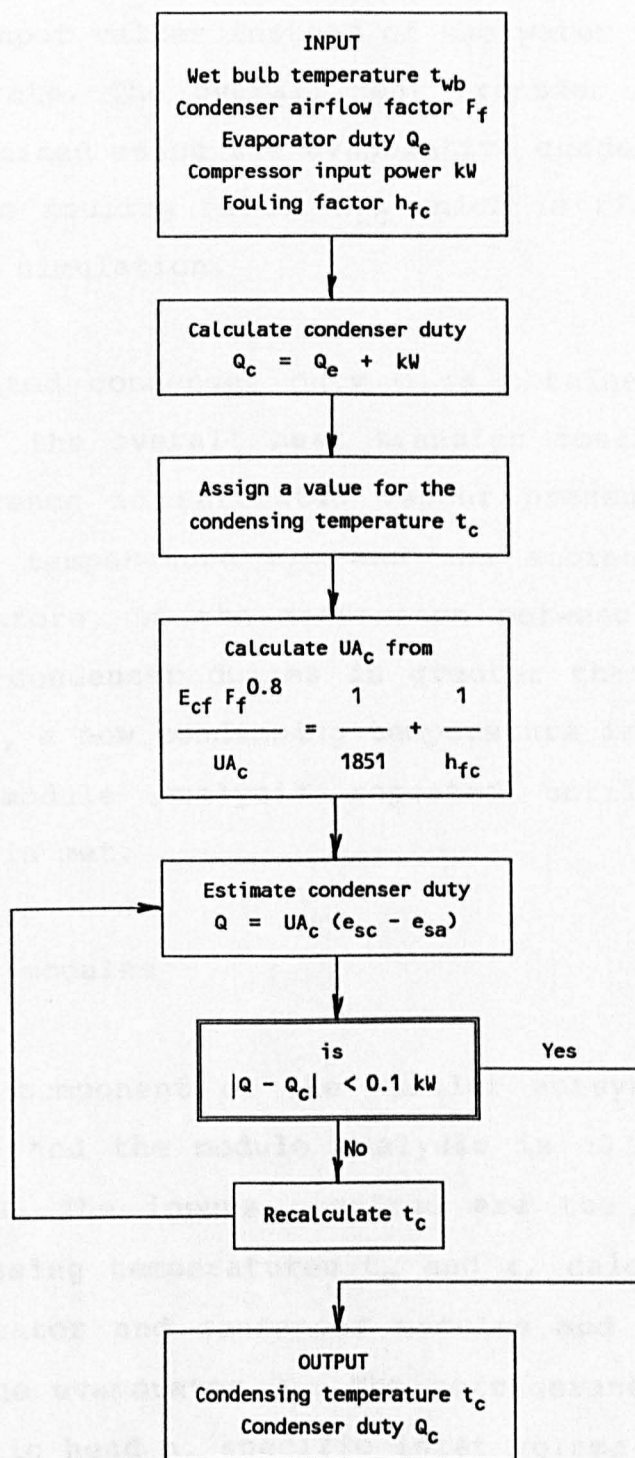 INPUT
Wet bulb temperature t_wb
Condenser airflow factor F_f
Evaporator duty Q_e
Compressor input power kW
Fouling factor h_fc
Calculate condenser duty
Q_c = Q_e + kW
Assign a value for the
condensing temperature t_c
Calculate UA_c from
E_cf F_f^0.8 1 1
= +
UA_c 1851 h_fc
Estimate condenser duty
Q = UA_c (e_sc - e_sa)
is
|Q - Q_c| < 0.1 kW
Yes
No
Recalculate t_c
OUTPUT
Condensing temperature t_c
Condenser duty Q_c